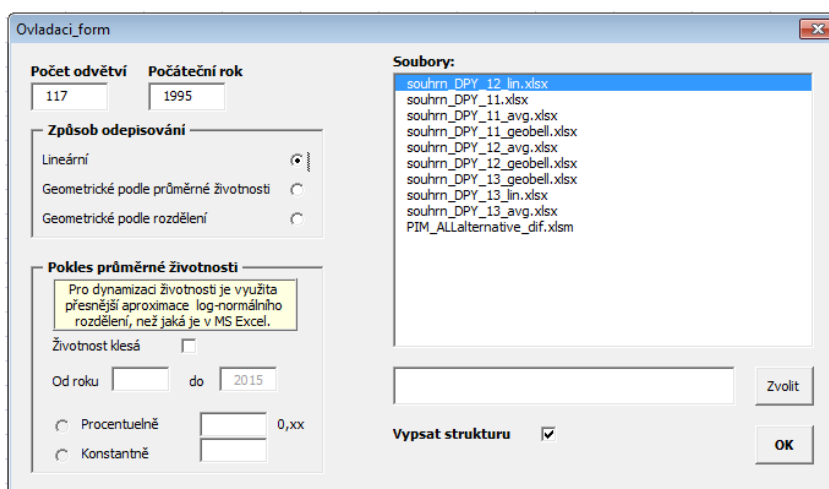 Ovladaci_form
Počet odvětví
Počáteční rok
117
1995
Způsob odepisování
Lineární
Geometrické podle průměrné životnosti
Geometrické podle rozdělení
Pokles průměrné životnosti
Pro dynamizaci životnosti je využita
přesnější aproximace log-normálního
rozdělení, než jaká je v MS Excel.
Životnost klesá
Od roku
do
2015
Procentuelně
0,xx
Konstantně
Soubory:
souhrn_DPY_12_lin.xlsx
souhrn_DPY_11.xlsx
souhrn_DPY_11_avg.xlsx
souhrn_DPY_11_geobell.xlsx
souhrn_DPY_12_avg.xlsx
souhrn_DPY_12_geobell.xlsx
souhrn_DPY_13_geobell.xlsx
souhrn_DPY_13_lin.xlsx
souhrn_DPY_13_avg.xlsx
PIM_ALLalternative_dif.xlsm
Zvolit
Vypsat strukturu
OK